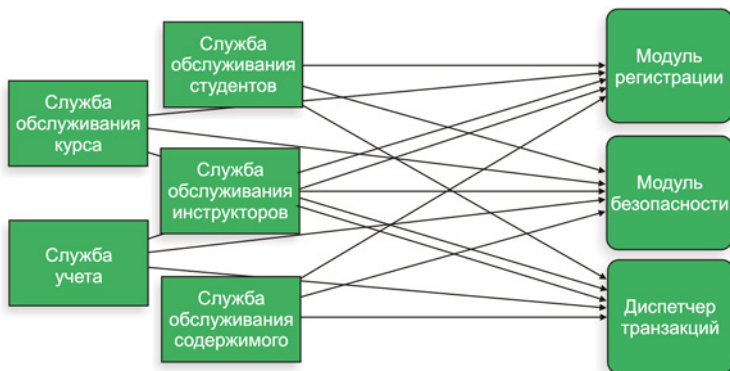 Служба
обслуживания
студентов
Служба
обслуживания
курса
Служба
обслуживания
инструкторов
Служба
учета
Служба
обслуживания
содержимого
Модуль
регистрации
Модуль
безопасности
Диспетчер
транзакций